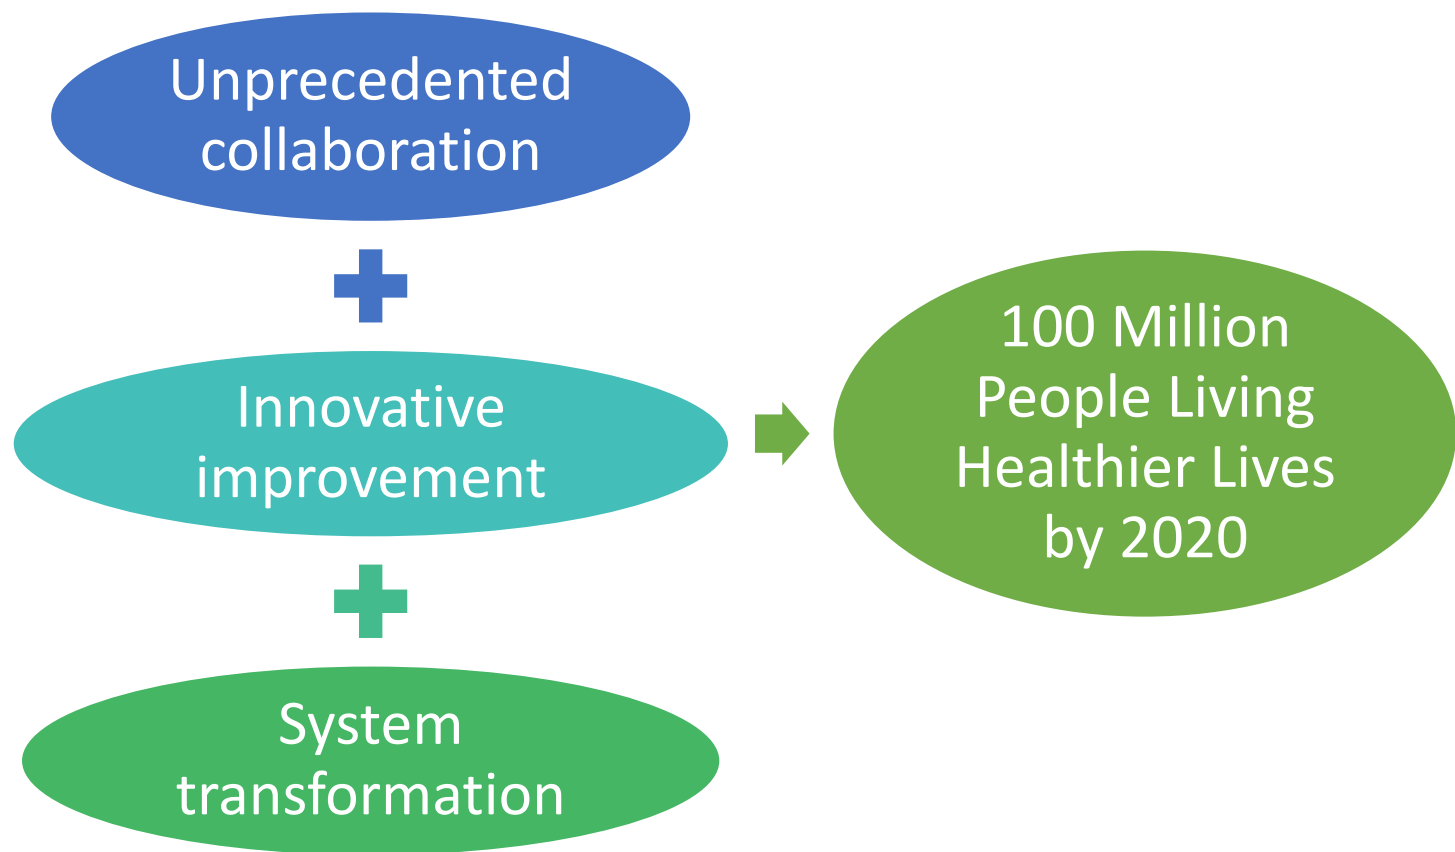 Unprecedented
collaboration
Innovative
improvement
System
transformation
100 Million
People Living
Healthier Lives
by 2020